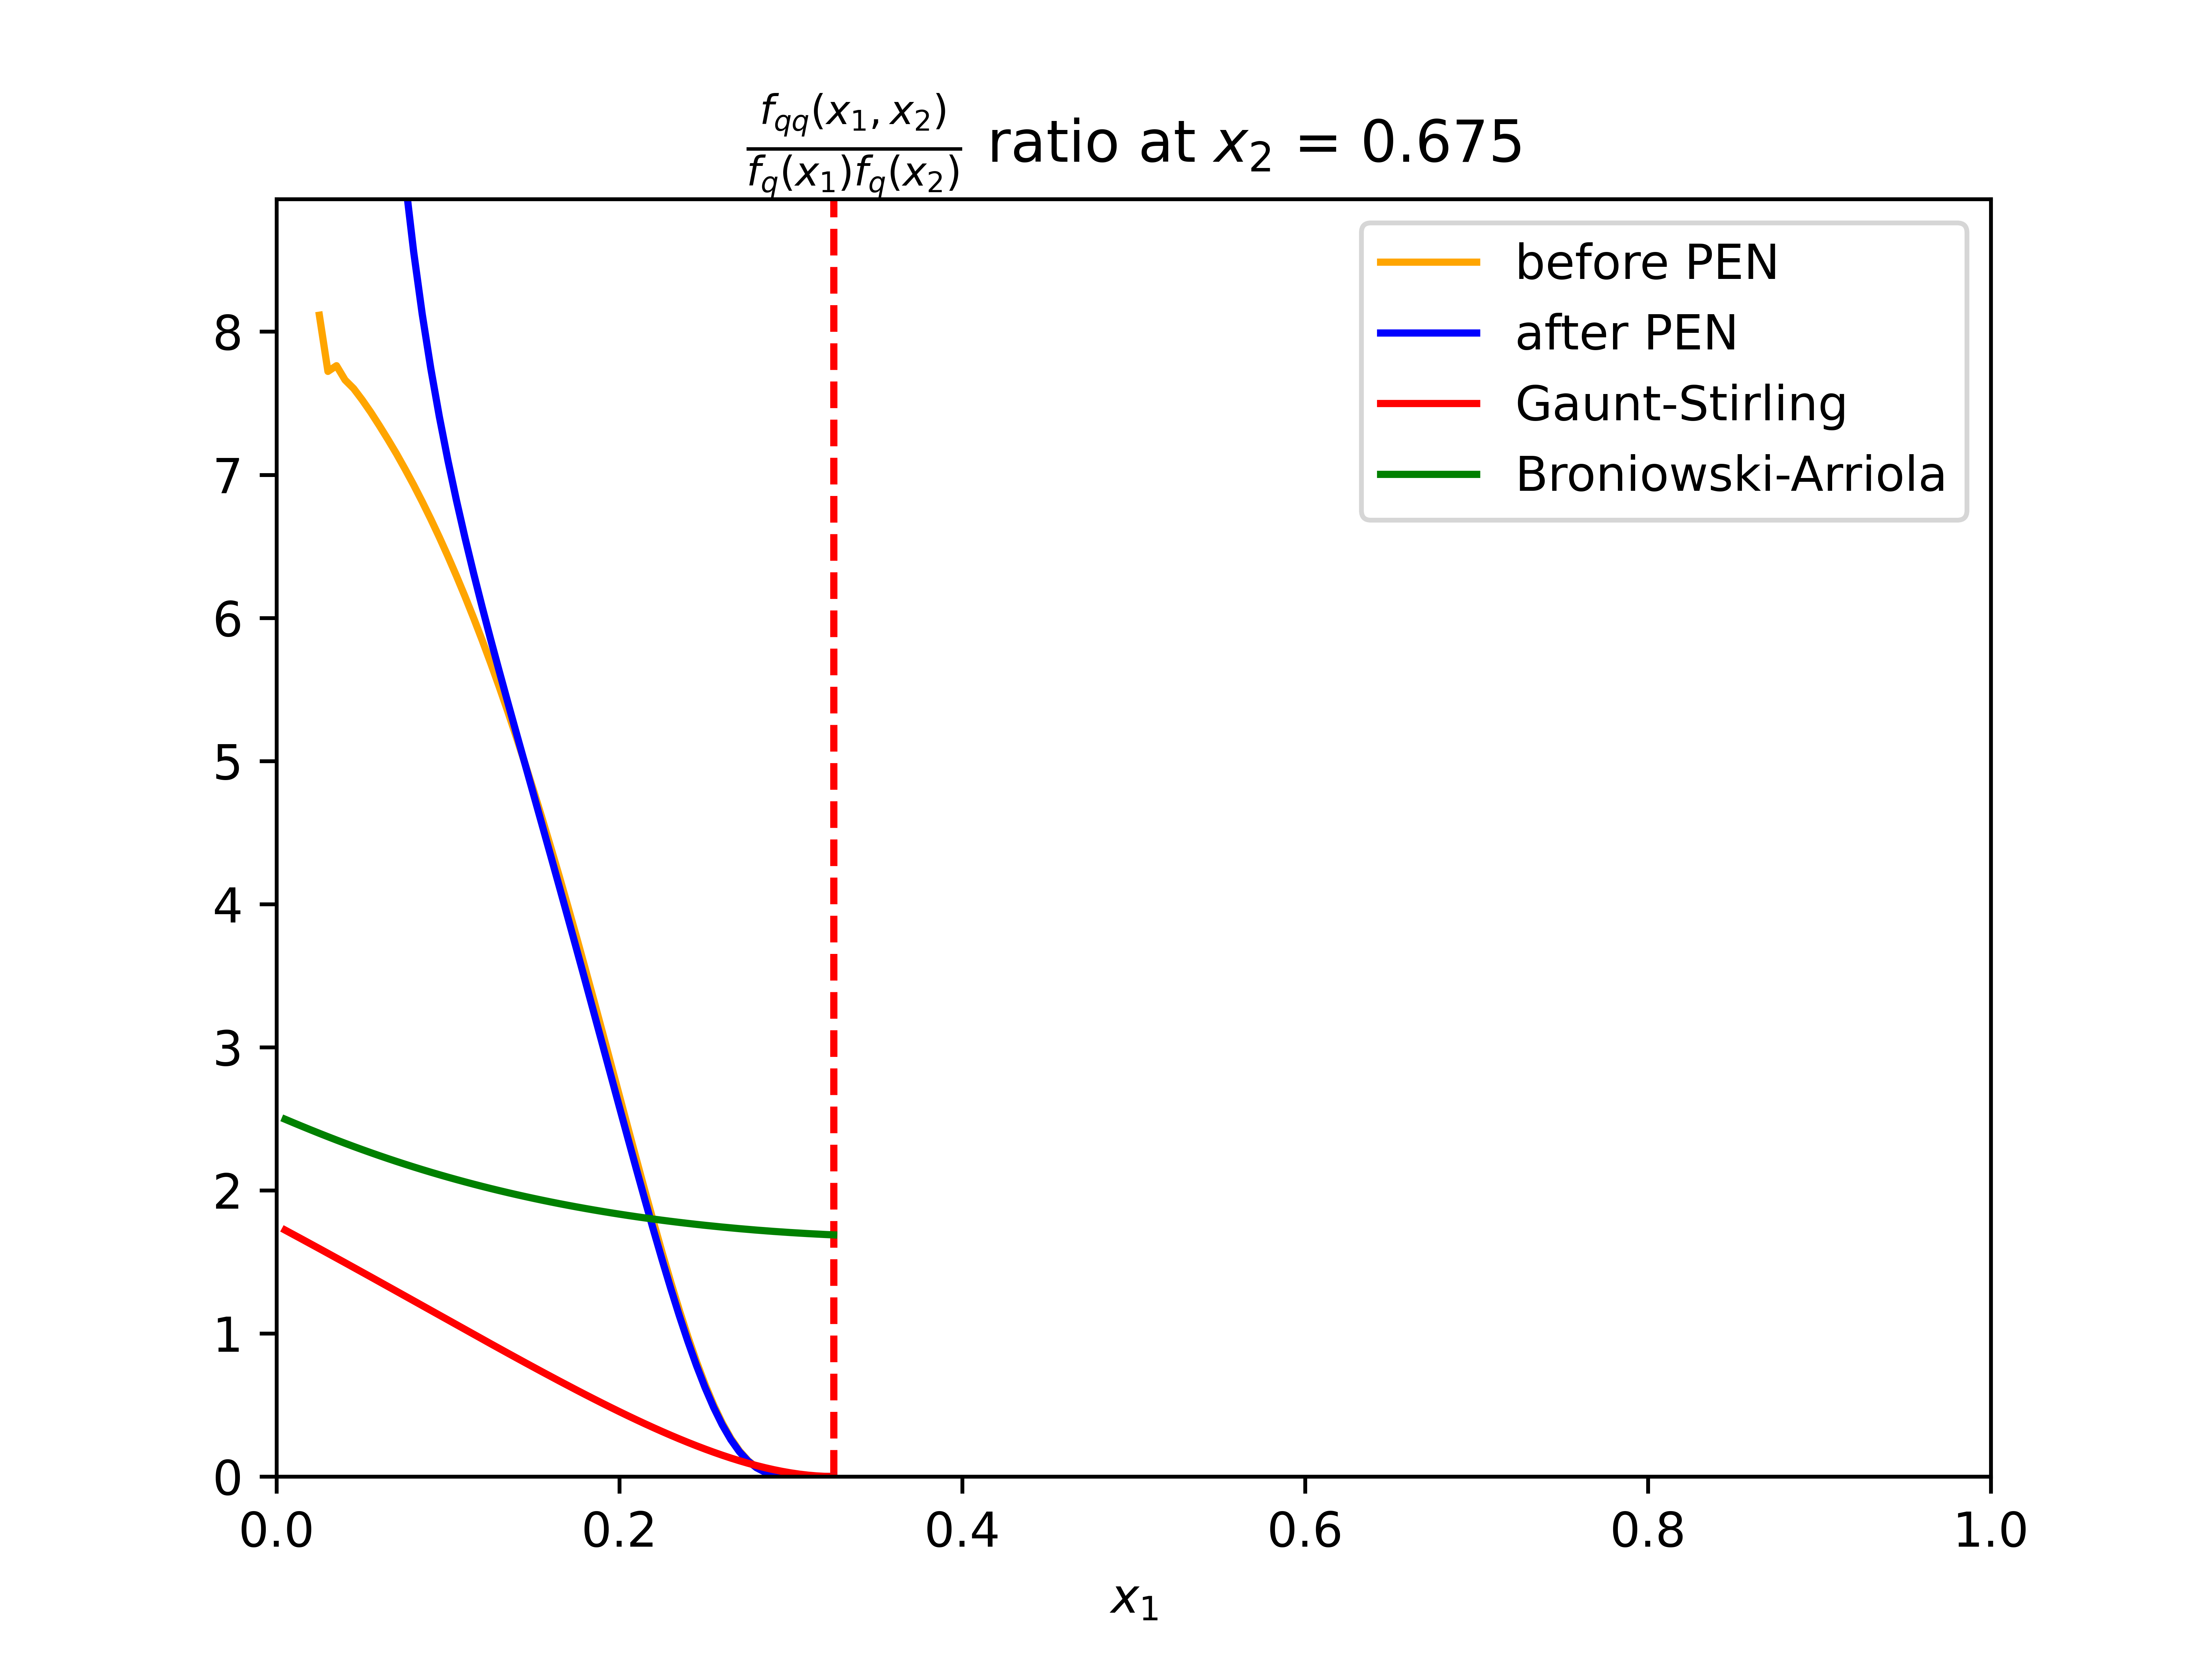 f_qq(x_1, x_2)
f_q(x_1)f_q(x_2)
ratio at x_2 = 0.675
before PEN
after PEN
Gaunt-Stirling
Broniowski-Arriola
8
7
6
5
4
3
2
1
0
0.0 0.2 0.4 0.6 0.8 1.0
x_1